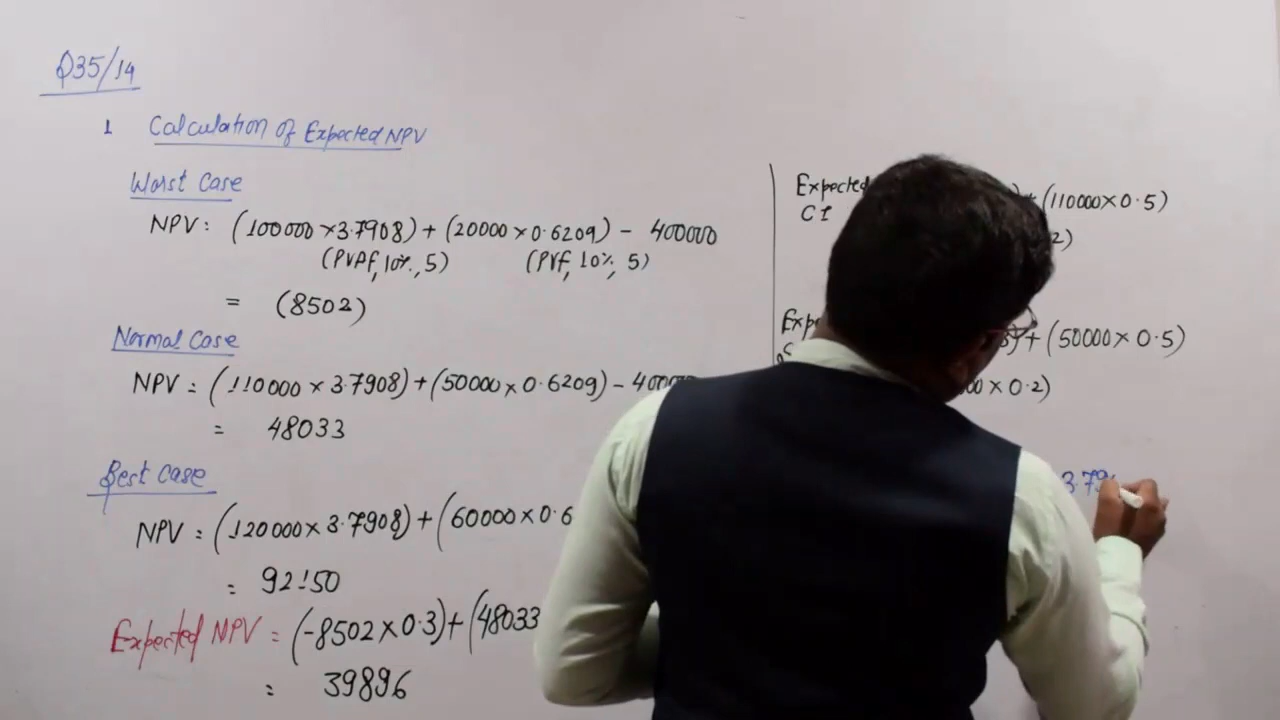 Q35/14
1 Calculation of Expected NPV
Worst Case
NPV: (100000 ×3.7908) + (20000 × 0.6209) - 400000
(PVAf, 10%, 5) (PVf, 10%, 5)
= (8502)
Normal Case
NPV = (110000 × 3.7908) + (50000 × 0.6209) - 40000
= 48033
Best Case
NPV = (120000 × 3.7908) + (60000 × 0.6
= 92150
Expected NPV = (-8502 × 0.3) + (48033
= 39896
Expected + (110000 × 0.5)
CI 2)
3) + (50000 × 0.5)
00 × 0.2)
3.79